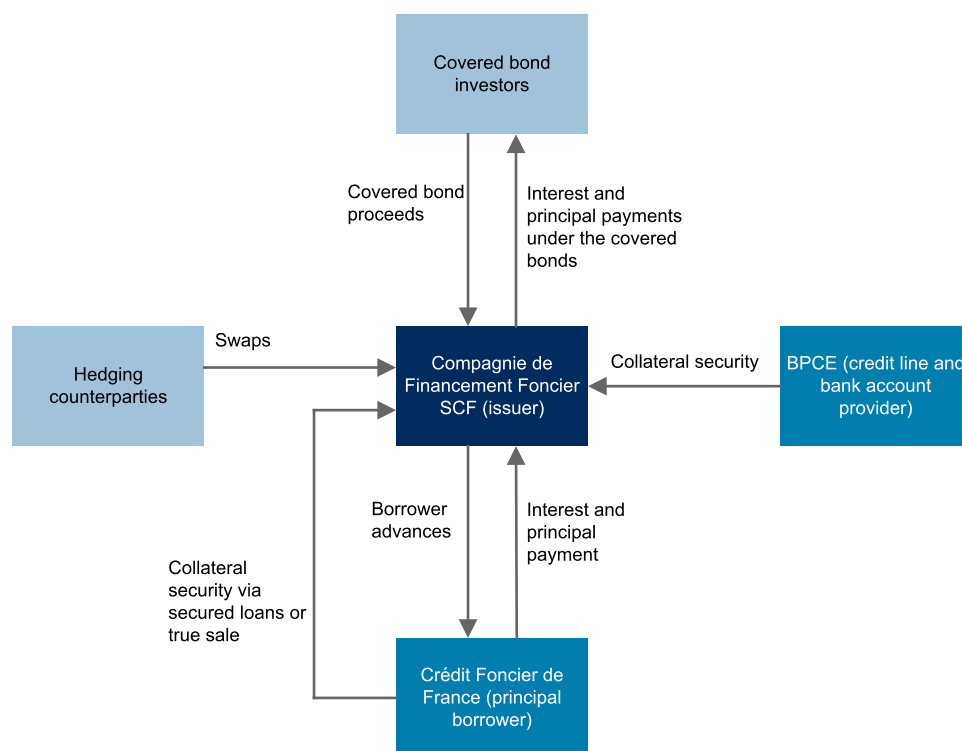 Covered bond
investors
Covered bond
proceeds
Interest and
principal payments
under the covered
bonds
Swaps
Hedging
counterparties
Compagnie de
Financement Foncier
SCF (issuer)
Collateral security
BPCE (credit line and
bank account
provider)
Borrower
advances
Interest and
principal
payment
Collateral
security via
secured loans or
true sale
Crédit Foncier de
France (principal
borrower)